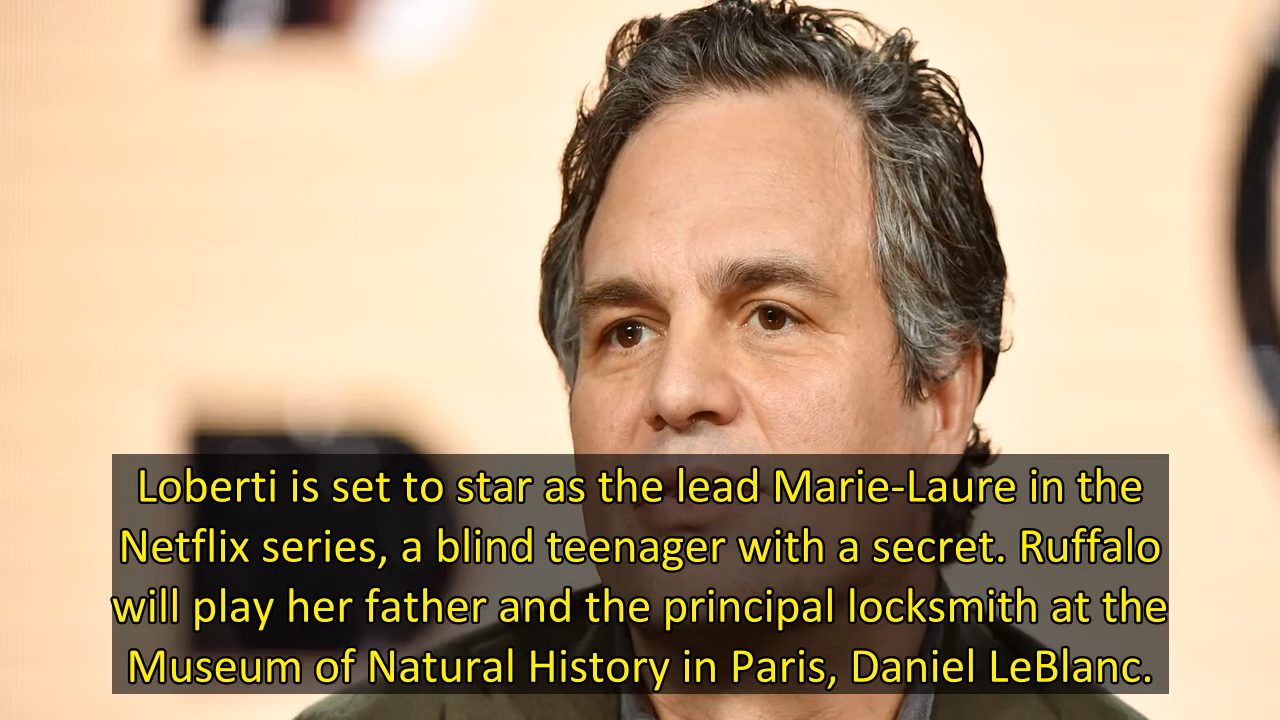 Loberti is set to star as the lead Marie-Laure in the
Netflix series, a blind teenager with a secret. Ruffalo
will play her father and the principal locksmith at the
Museum of Natural History in Paris, Daniel LeBlanc.